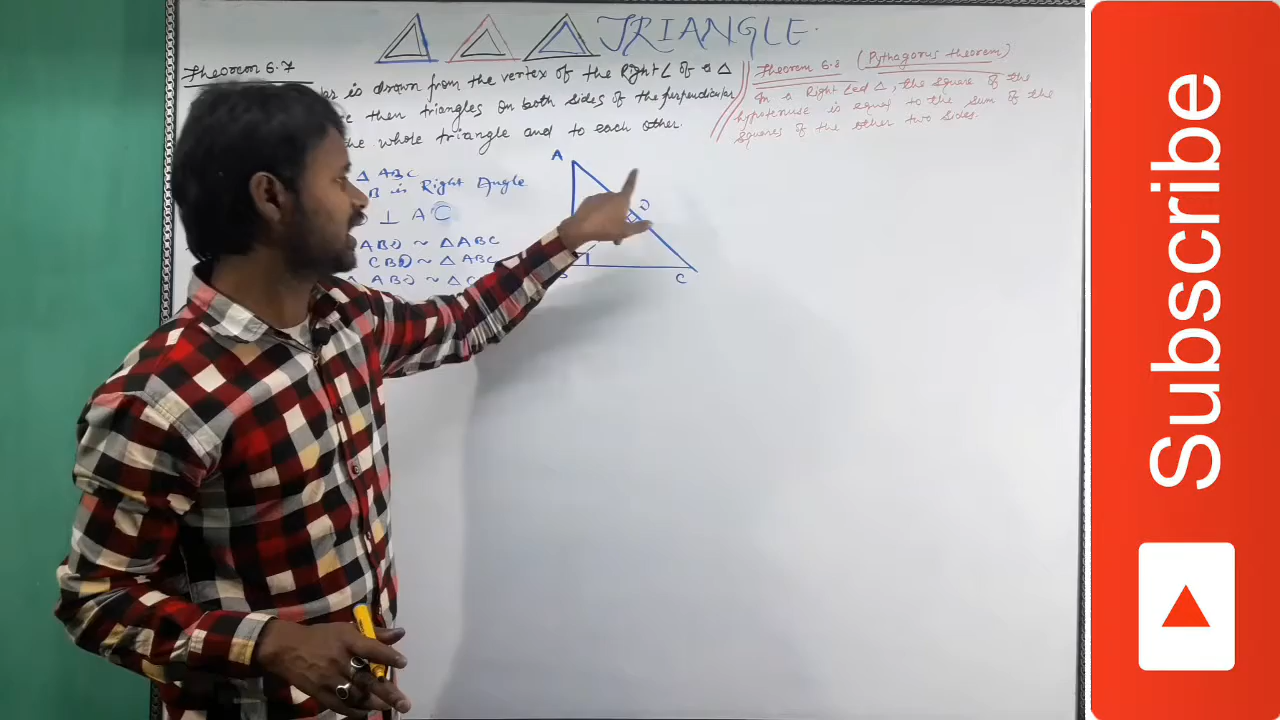 TRIANGLE.
Theorem 6.7
is drawn from the vertex of the Right ∠ of a Δ
then triangles on both sides of the perpendicular
the whole triangle and to each other.
Δ ABC
B is Right Angle
⊥ AC
ABD ~ Δ ABC
CBD ~ Δ ABC
Δ ABD ~ Δ C
A
D
C
Theorem 6.8 (Pythagorus theorem)
In a Right ∠ed Δ, the square of the
hypotenuse is equal to the sum of the
squares of the other two sides.
Subscribe